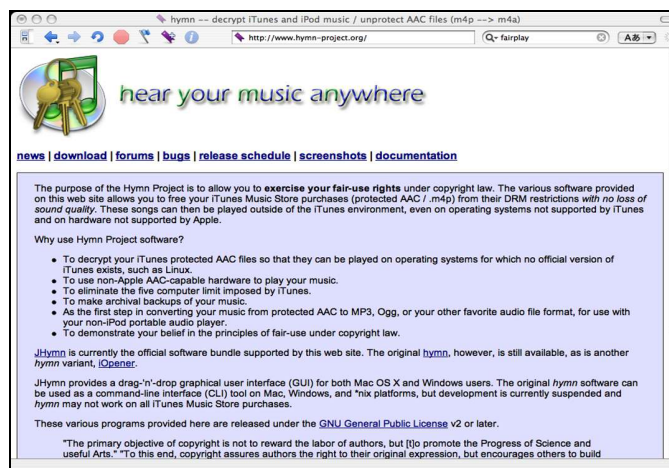 hymn -- decrypt iTunes and iPod music / unprotect AAC files (m4p --> m4a)
http://www.hymn-project.org/
fairplay
Aあ
hear your music anywhere
news | download | forums | bugs | release schedule | screenshots | documentation
The purpose of the Hymn Project is to allow you to exercise your fair-use rights under copyright law. The various software provided
on this web site allows you to free your iTunes Music Store purchases (protected AAC / .m4p) from their DRM restrictions with no loss of
sound quality. These songs can then be played outside of the iTunes environment, even on operating systems not supported by iTunes
and on hardware not supported by Apple.
Why use Hymn Project software?
• To decrypt your iTunes protected AAC files so that they can be played on operating systems for which no official version of
iTunes exists, such as Linux.
• To use non-Apple AAC-capable hardware to play your music.
• To eliminate the five computer limit imposed by iTunes.
• To make archival backups of your music.
• As the first step in converting your music from protected AAC to MP3, Ogg, or your other favorite audio file format, for use with
your non-iPod portable audio player.
• To demonstrate your belief in the principles of fair-use under copyright law.
JHymn is currently the official software bundle supported by this web site. The original hymn, however, is still available, as is another
hymn variant, iOpener.
JHymn provides a drag-'n'-drop graphical user interface (GUI) for both Mac OS X and Windows users. The original hymn software can
be used as a command-line interface (CLI) tool on Mac, Windows, and *nix platforms, but development is currently suspended and
hymn may not work on all iTunes Music Store purchases.
These various programs provided here are released under the GNU General Public License v2 or later.
"The primary objective of copyright is not to reward the labor of authors, but [t]o promote the Progress of Science and
useful Arts." "To this end, copyright assures authors the right to their original expression, but encourages others to build